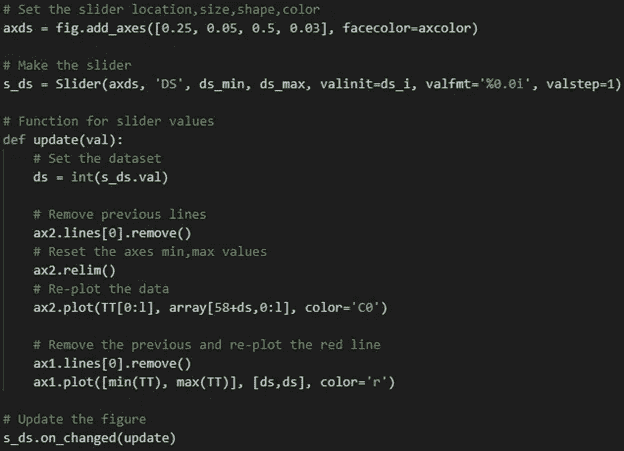 # Set the slider location,size,shape,color
axds = fig.add_axes([0.25, 0.05, 0.5, 0.03], facecolor=axcolor)
# Make the slider
s_ds = Slider(axds, 'DS', ds_min, ds_max, valinit=ds_i, valfmt='%0.0i', valstep=1)
# Function for slider values
def update(val):
    # Set the dataset
    ds = int(s_ds.val)
    # Remove previous lines
    ax2.lines[0].remove()
    # Reset the axes min,max values
    ax2.relim()
    # Re-plot the data
    ax2.plot(TT[0:l], array[58+ds,0:l], color='C0')
    # Remove the previous and re-plot the red line
    ax1.lines[0].remove()
    ax1.plot([min(TT), max(TT)], [ds,ds], color='r')
# Update the figure
s_ds.on_changed(update)